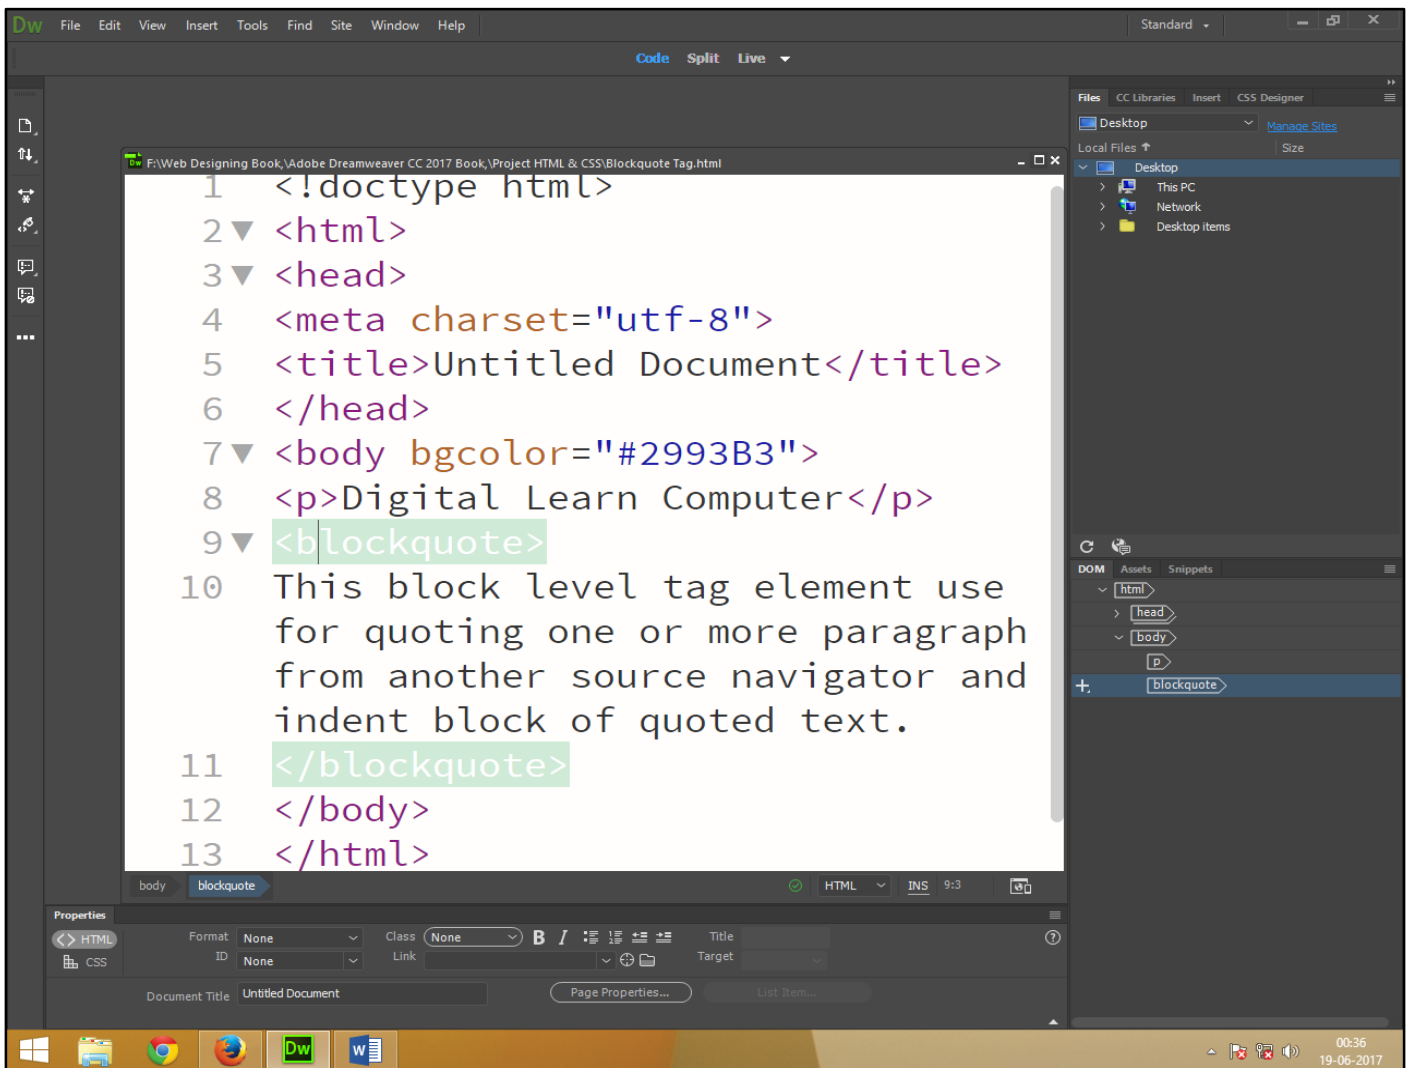 Dw File Edit View Insert Tools Find Site Window Help Standard
Code Split Live
Files CC Libraries Insert CSS Designer
Desktop Manage Sites
Local Files Size
Desktop
This PC
Network
Desktop items
Dw F:\Web Designing Book,\Adobe Dreamweaver CC 2017 Book,\Project HTML & CSS\Blockquote Tag.html
1 <!doctype html>
2 <html>
3 <head>
4 <meta charset="utf-8">
5 <title>Untitled Document</title>
6 </head>
7 <body bgcolor="#2993B3">
8 <p>Digital Learn Computer</p>
9 <blockquote>
10 This block level tag element use
for quoting one or more paragraph
from another source navigator and
indent block of quoted text.
11 </blockquote>
12 </body>
13 </html>
body blockquote HTML INS 9:3
DOM Assets Snippets
html
head
body
p
blockquote
Properties
<> HTML Format None Class None B I Title
CSS ID None Link Target
Document Title Untitled Document Page Properties... List Item...
Dw W
00:36
19-06-2017